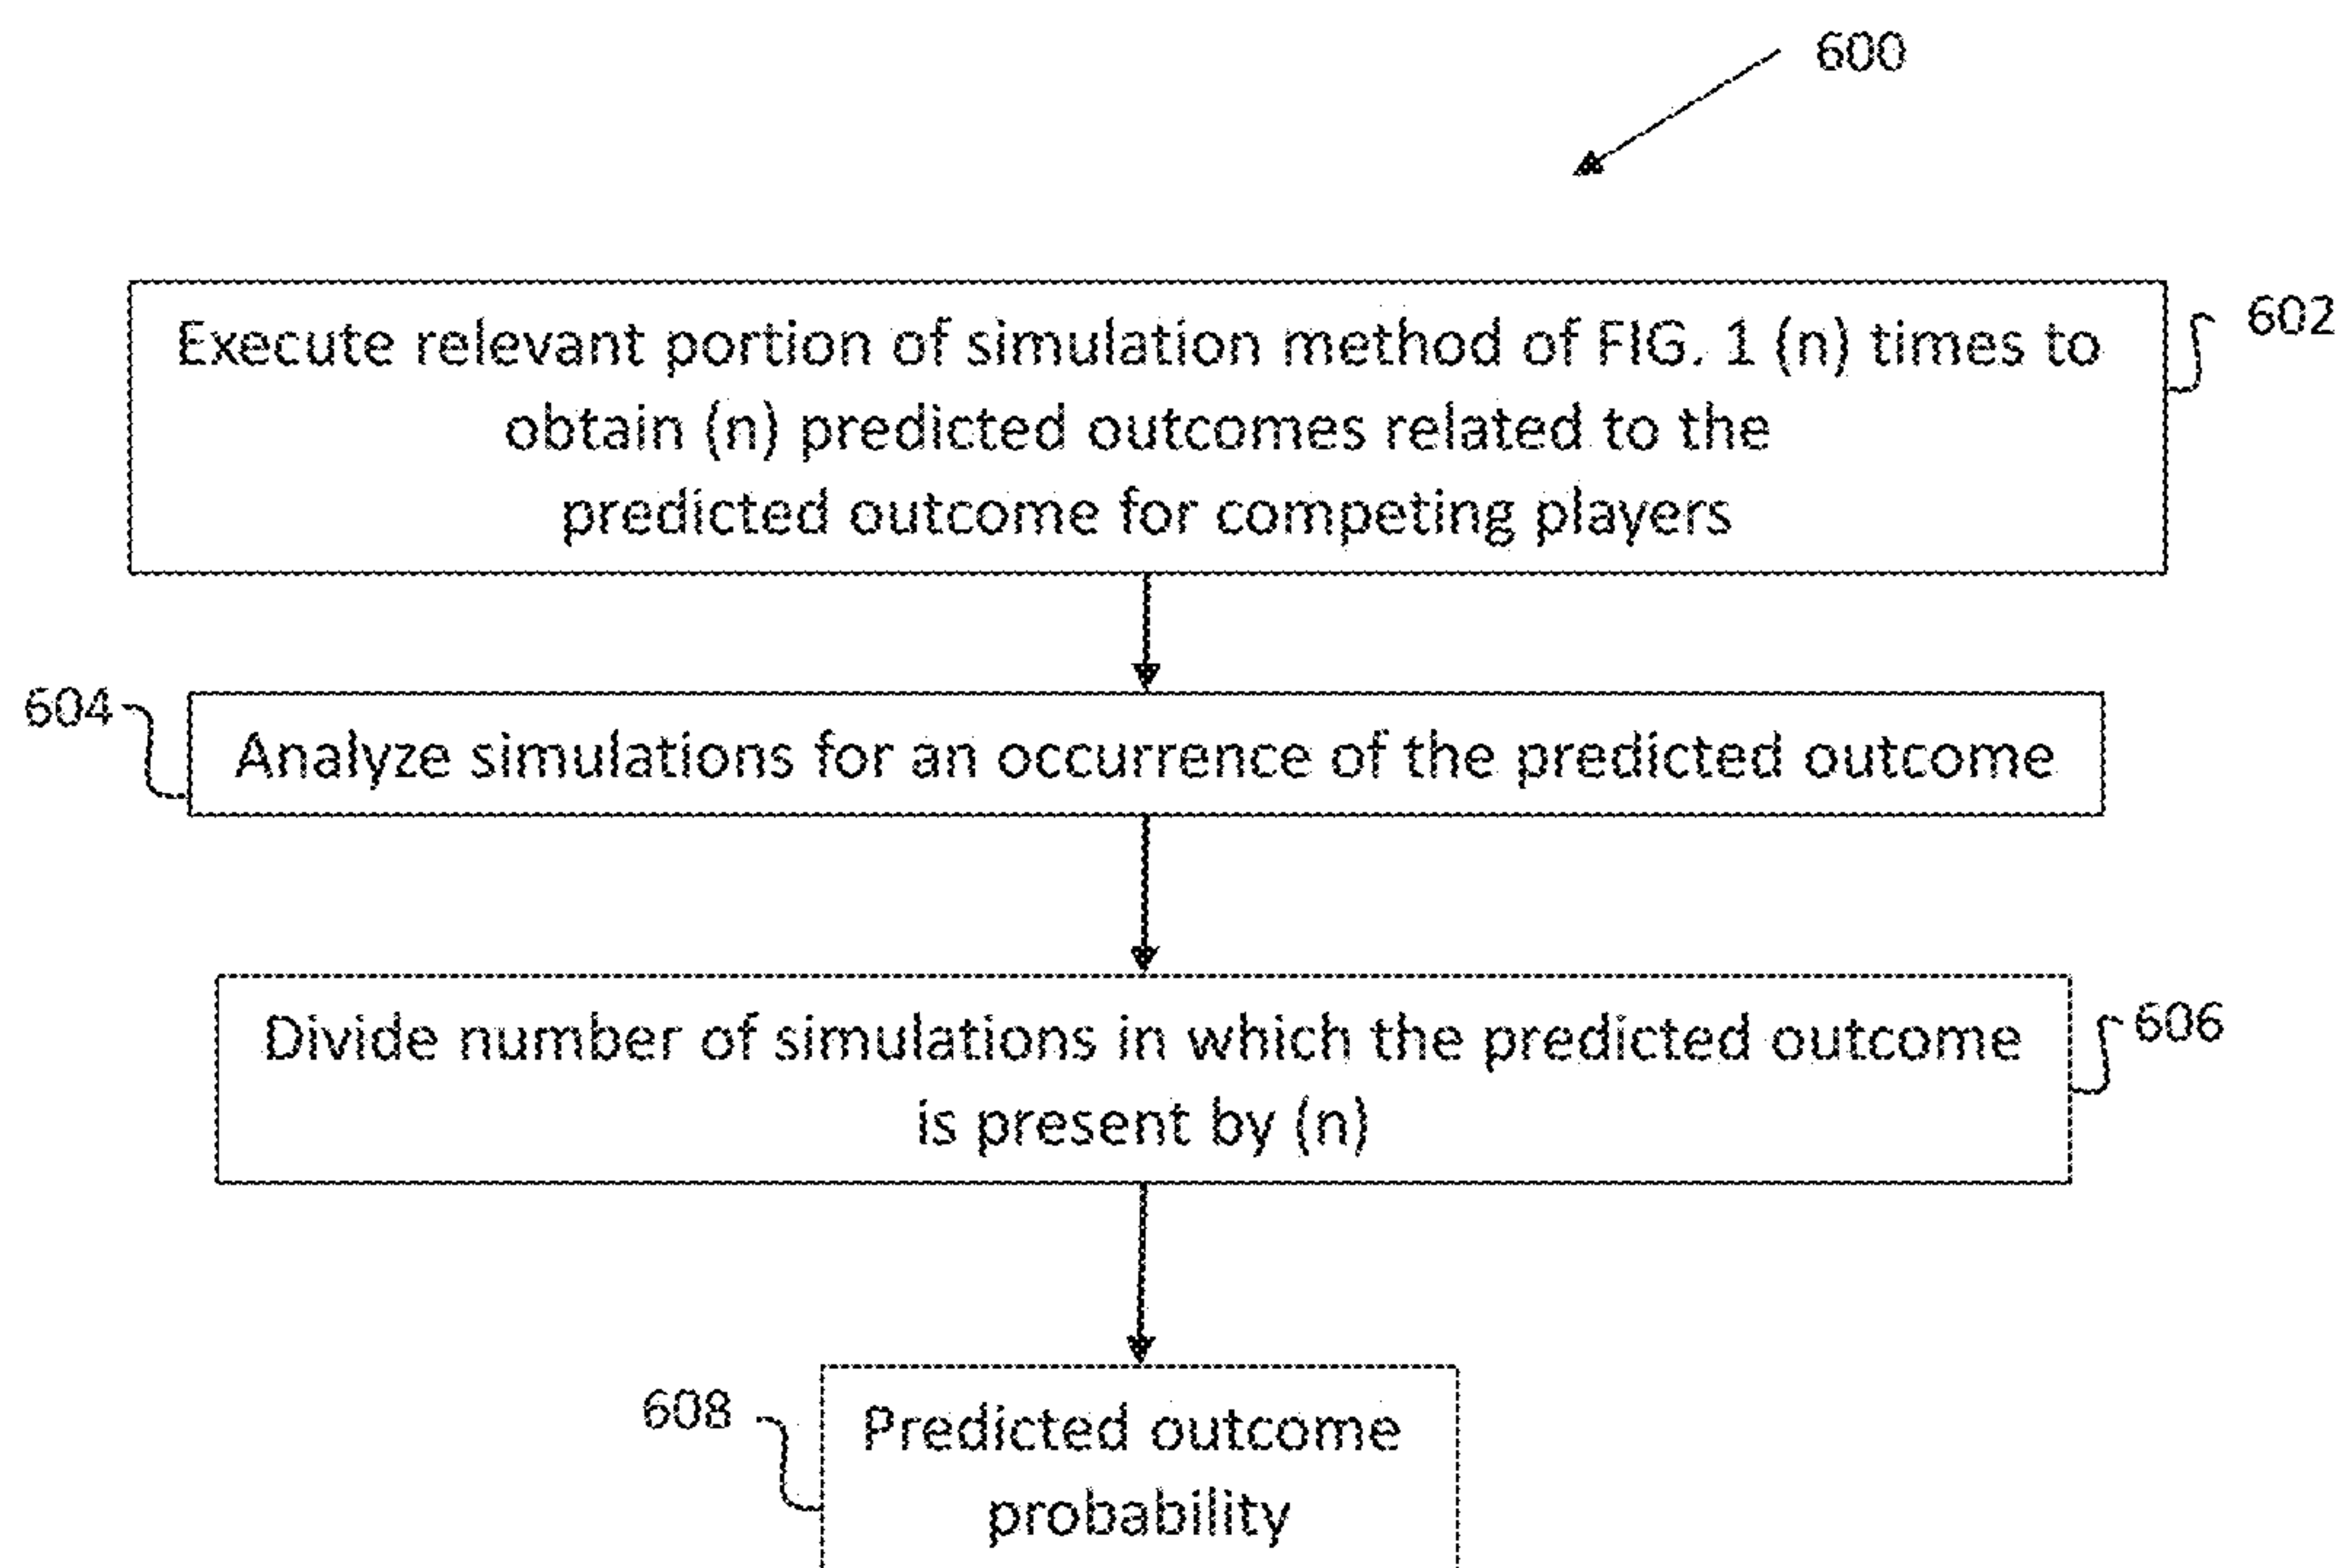 600
Execute relevant portion of simulation method of FIG. 1 (n) times to
obtain (n) predicted outcomes related to the
predicted outcome for competing players
602
604
Analyze simulations for an occurrence of the predicted outcome
Divide number of simulations in which the predicted outcome
is present by (n)
606
608
Predicted outcome
probability